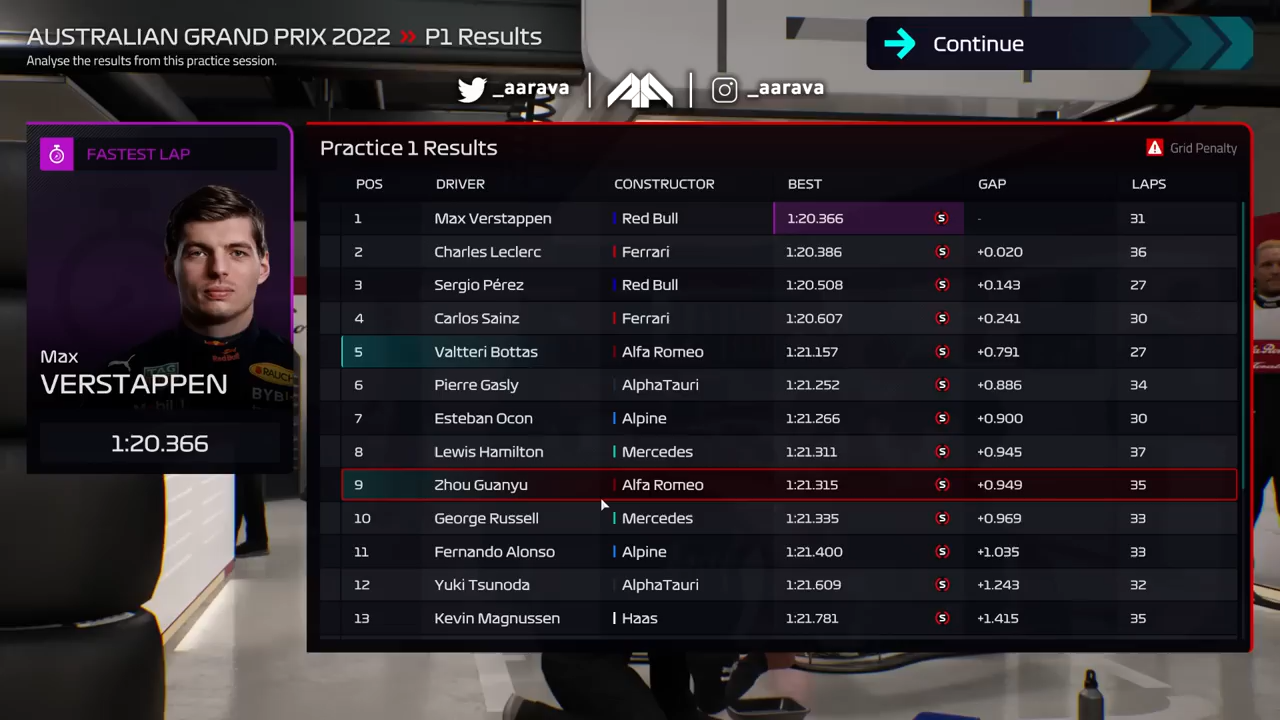 AUSTRALIAN GRAND PRIX 2022 » P1 Results
Analyse the results from this practice session.
Continue
_aarava | | _aarava
FASTEST LAP
Max
VERSTAPPEN
1:20.366
Practice 1 Results
Grid Penalty
POS DRIVER CONSTRUCTOR BEST GAP LAPS
1 Max Verstappen Red Bull 1:20.366 S - 31
2 Charles Leclerc Ferrari 1:20.386 S +0.020 36
3 Sergio Pérez Red Bull 1:20.508 S +0.143 27
4 Carlos Sainz Ferrari 1:20.607 S +0.241 30
5 Valtteri Bottas Alfa Romeo 1:21.157 S +0.791 27
6 Pierre Gasly AlphaTauri 1:21.252 S +0.886 34
7 Esteban Ocon Alpine 1:21.266 S +0.900 30
8 Lewis Hamilton Mercedes 1:21.311 S +0.945 37
9 Zhou Guanyu Alfa Romeo 1:21.315 S +0.949 35
10 George Russell Mercedes 1:21.335 S +0.969 33
11 Fernando Alonso Alpine 1:21.400 S +1.035 33
12 Yuki Tsunoda AlphaTauri 1:21.609 S +1.243 32
13 Kevin Magnussen Haas 1:21.781 S +1.415 35